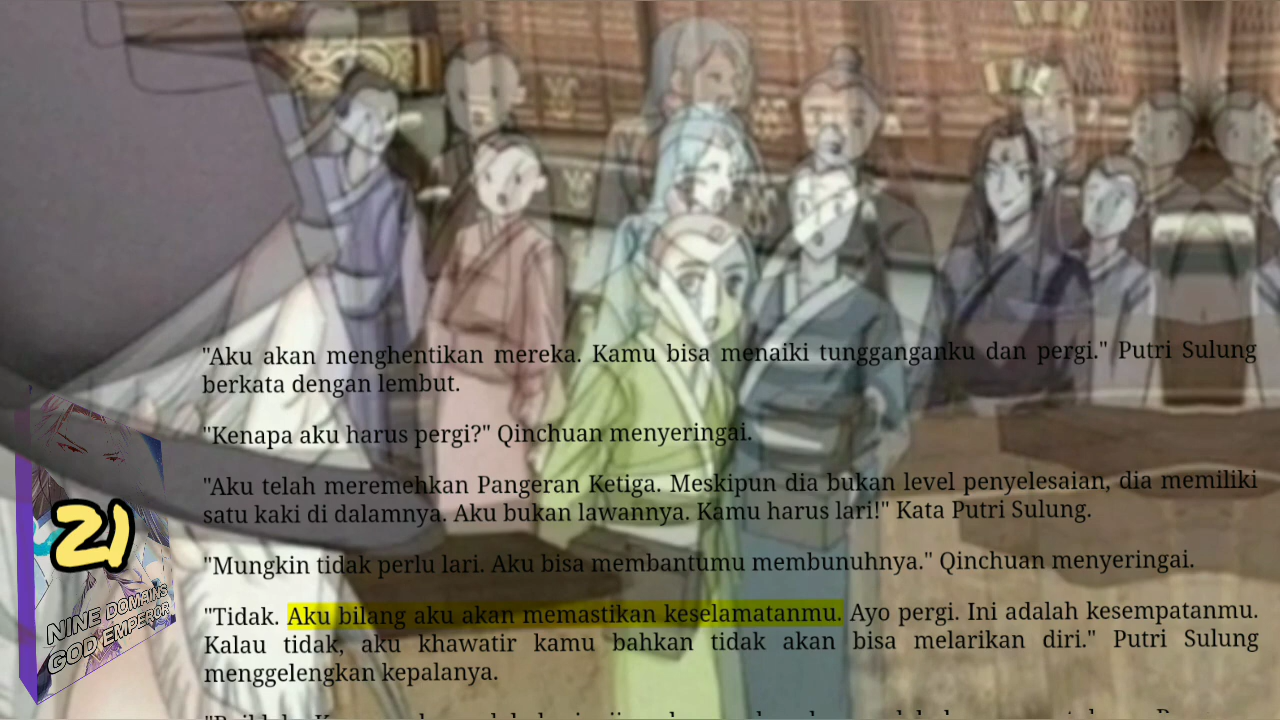 "Aku akan menghentikan mereka. Kamu bisa menaiki tungganganku dan pergi." Putri Sulung
berkata dengan lembut.
"Kenapa aku harus pergi?" Qinchuan menyeringai.
"Aku telah meremehkan Pangeran Ketiga. Meskipun dia bukan level penyelesaian, dia memiliki
satu kaki di dalamnya. Aku bukan lawannya. Kamu harus lari!" Kata Putri Sulung.
"Mungkin tidak perlu lari. Aku bisa membantumu membunuhnya." Qinchuan menyeringai.
"Tidak. Aku bilang aku akan memastikan keselamatanmu. Ayo pergi. Ini adalah kesempatanmu.
Kalau tidak, aku khawatir kamu bahkan tidak akan bisa melarikan diri." Putri Sulung
menggelengkan kepalanya.
21
NINE DOMAINS
GOD EMPEROR